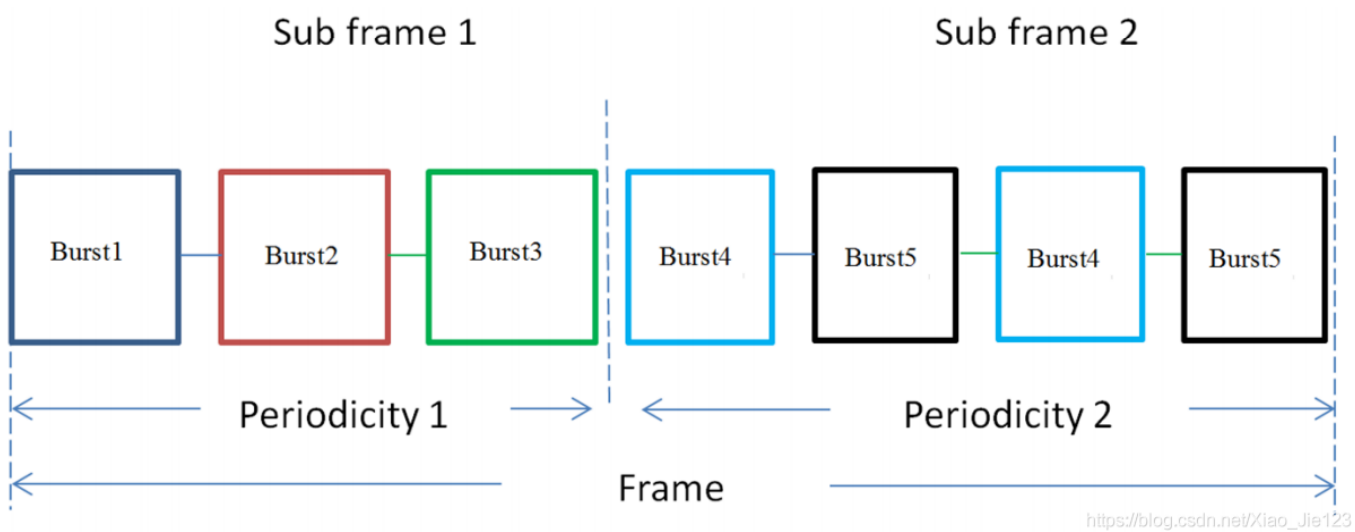 Sub frame 1
Sub frame 2
Burst1
Burst2
Burst3
Burst4
Burst5
Burst4
Burst5
Periodicity 1
Periodicity 2
Frame
https://blog.csdn.net/Xiao_Jie123